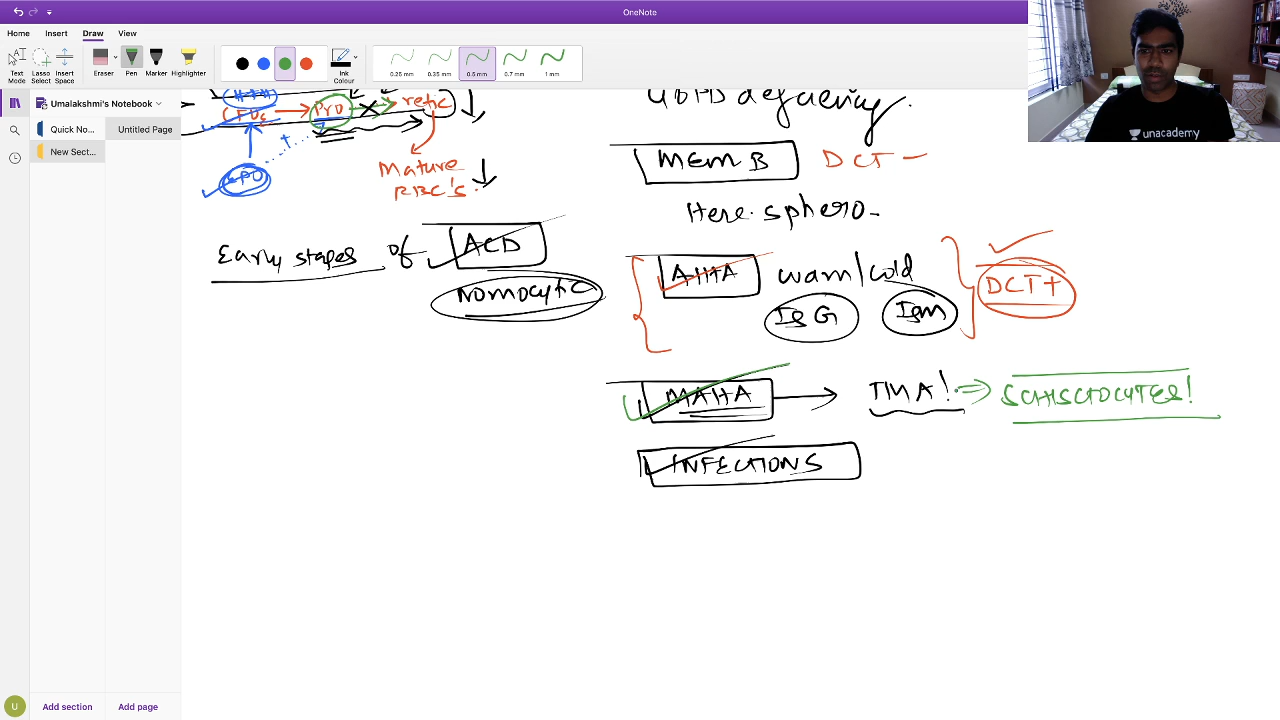 OneNote
Home Insert Draw View
Text Mode
Lasso Select
Insert Space
Eraser
Pen
Marker
Highlighter
Ink Colour
0.25 mm
0.35 mm
0.5 mm
0.7 mm
1 mm
Umalakshmi's Notebook
Quick No...
Untitled Page
New Sect...
retic
EPO
+
Mature
RBC's
Early stages of ACD
Normocytic
G6PD deficiency.
MEM B DCT -
Here. sphero-
AIHA warm/cold
IgG IgM
DCT +
MAHA TMA! SCHISCTOCYTES!
INFECTIONS
unacademy
U
Add section
Add page